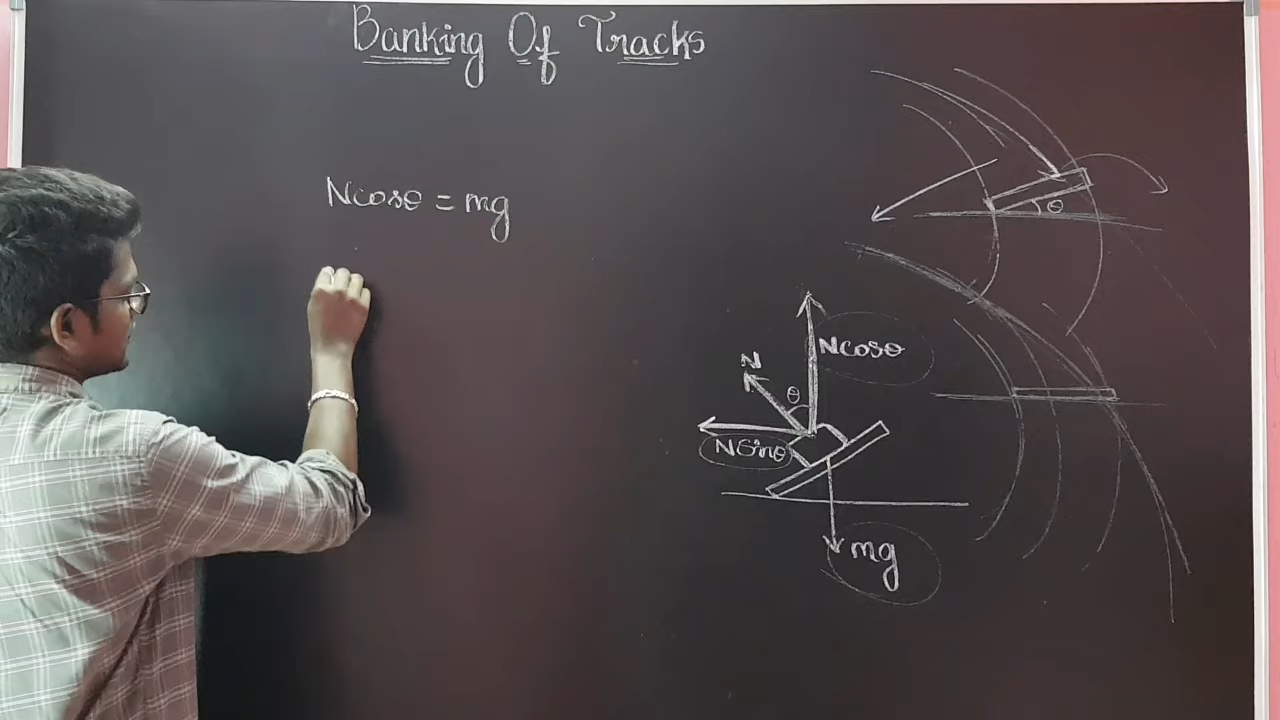 Banking Of Tracks
Ncosθ = mg
θ
Ncosθ
N
θ
NSinθ
mg